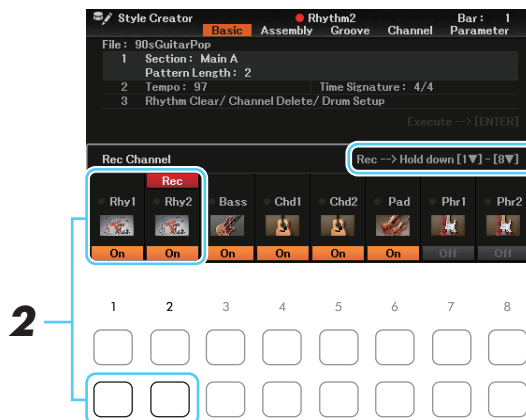 Style Creator Rhythm2 Bar : 1
Basic Assembly Groove Channel Parameter
File : 90sGuitarPop
1 Section : Main A
Pattern Length : 2
2 Tempo : 97 Time Signature : 4/4
3 Rhythm Clear/ Channel Delete/ Drum Setup
Execute --> [ENTER]
Rec Channel Rec --> Hold down [1▼] - [8▼]
Rec
Rhy1 Rhy2 Bass Chd1 Chd2 Pad Phr1 Phr2
On On On On On On Off Off
2
1 2 3 4 5 6 7 8